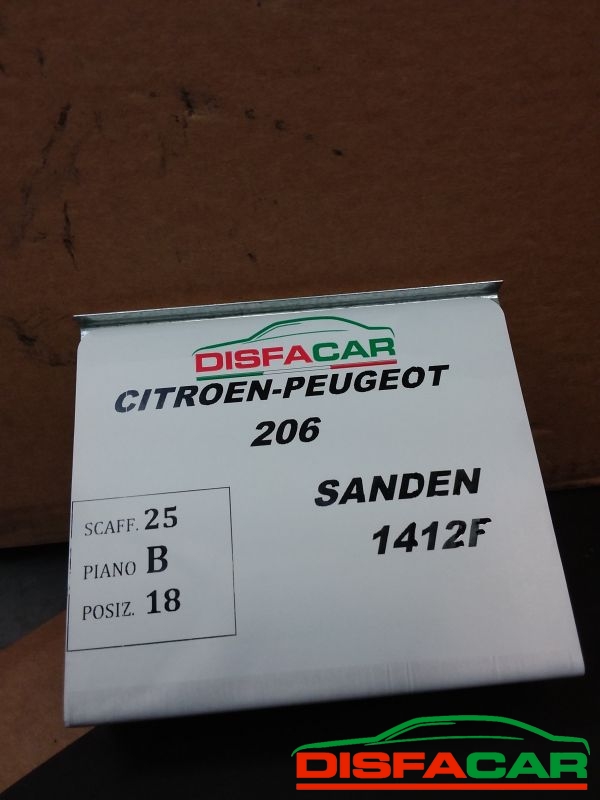 DISFACAR
CITROEN-PEUGEOT
206
SANDEN
1412F
SCAFF. 25
PIANO B
POSIZ. 18
DISFACAR